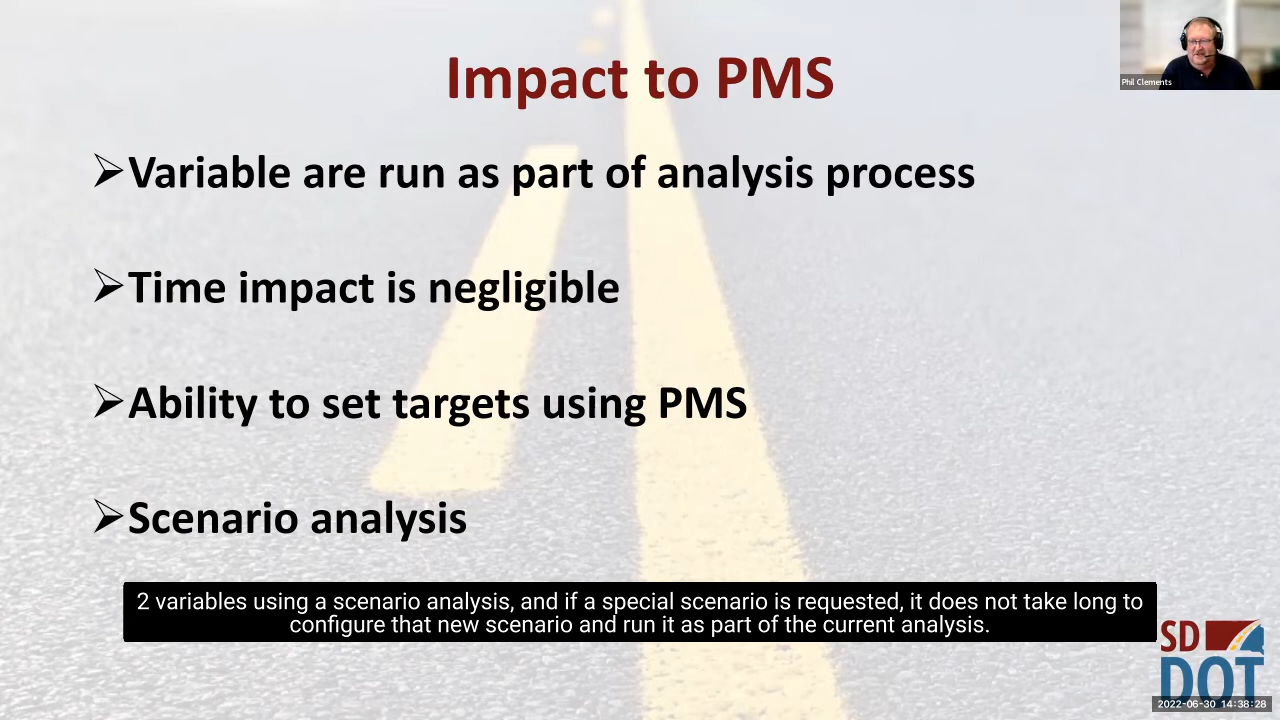 Impact to PMS
Phil Clements
➢Variable are run as part of analysis process
➢Time impact is negligible
➢Ability to set targets using PMS
➢Scenario analysis
2 variables using a scenario analysis, and if a special scenario is requested, it does not take long to
configure that new scenario and run it as part of the current analysis.
SD
DOT
2022-06-30 14:38:28